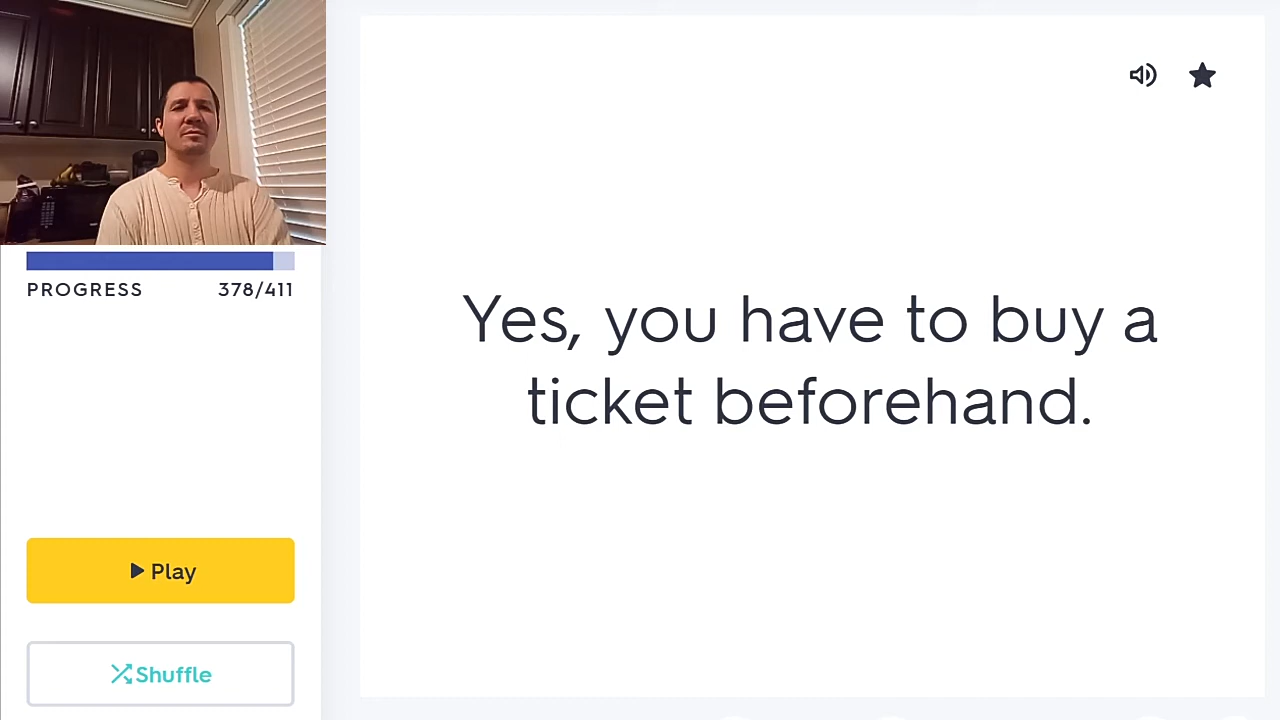 PROGRESS 378/411
Play
Shuffle
Yes, you have to buy a
ticket beforehand.